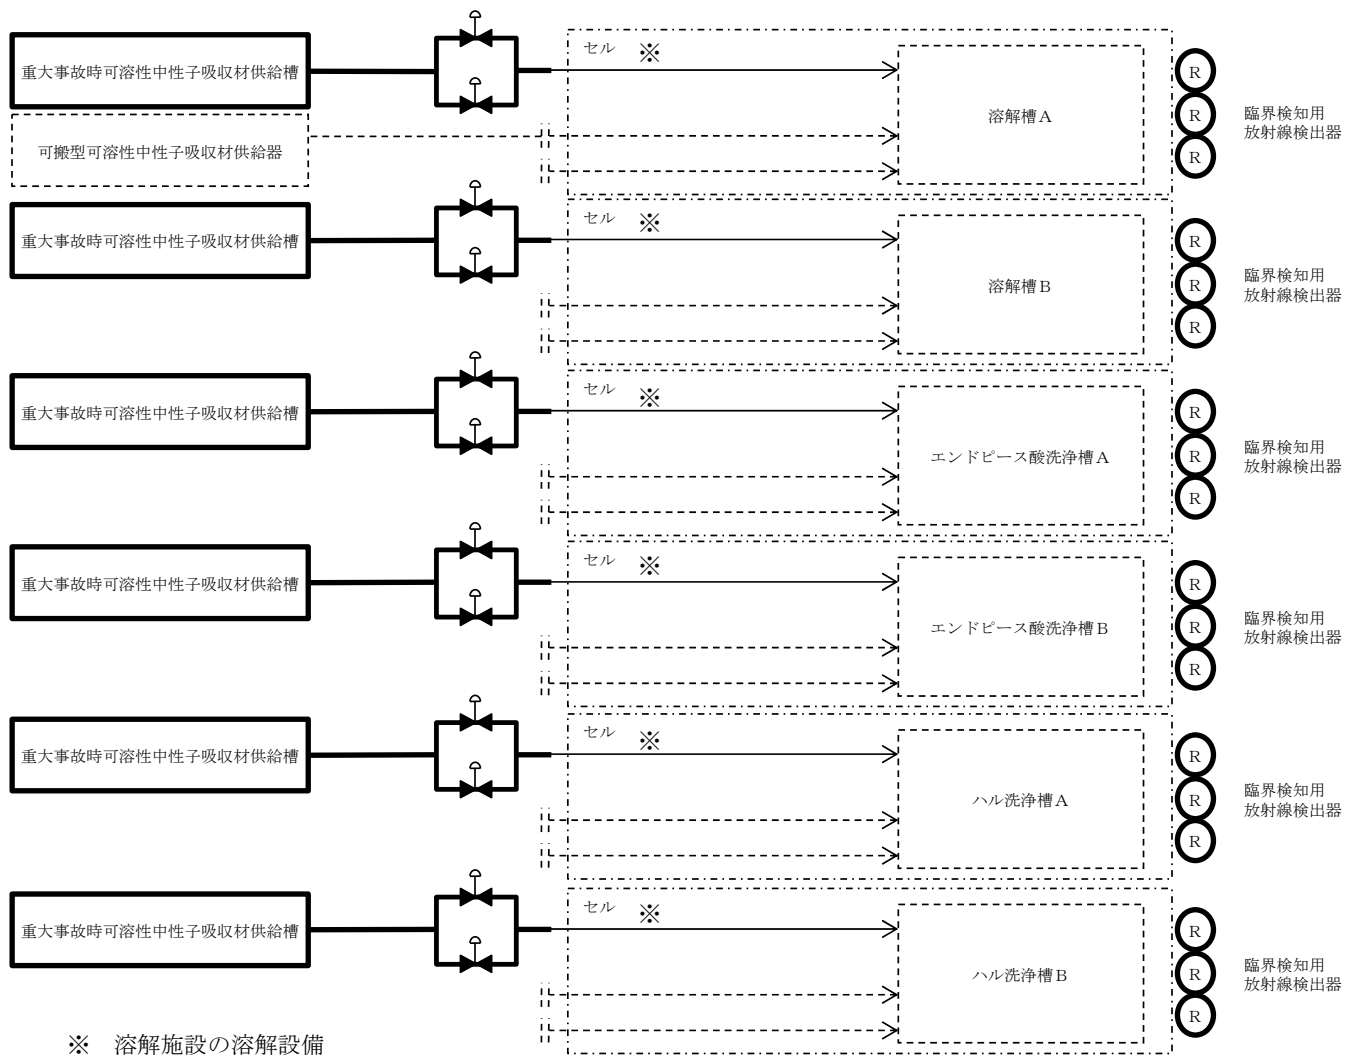 重大事故時可溶性中性子吸収材供給槽
セル ※
溶解槽A
R
R
R
臨界検知用
放射線検出器
可搬型可溶性中性子吸収材供給器
重大事故時可溶性中性子吸収材供給槽
セル ※
溶解槽B
R
R
R
臨界検知用
放射線検出器
重大事故時可溶性中性子吸収材供給槽
セル ※
エンドピース酸洗浄槽A
R
R
R
臨界検知用
放射線検出器
重大事故時可溶性中性子吸収材供給槽
セル ※
エンドピース酸洗浄槽B
R
R
R
臨界検知用
放射線検出器
重大事故時可溶性中性子吸収材供給槽
セル ※
ハル洗浄槽A
R
R
R
臨界検知用
放射線検出器
重大事故時可溶性中性子吸収材供給槽
セル ※
ハル洗浄槽B
R
R
R
臨界検知用
放射線検出器
※ 溶解施設の溶解設備